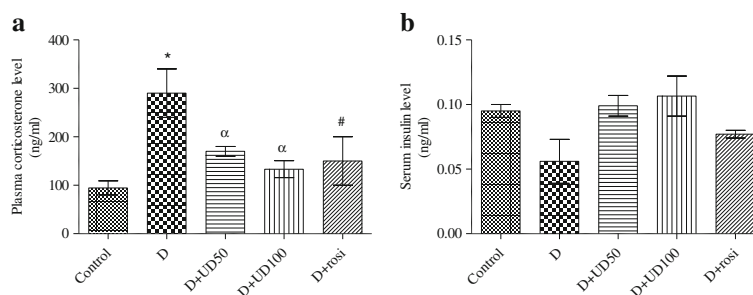 a
Plasma corticosterone level
(ng/ml)
400
300
200
100
0
*
α
α
#
Control
D
D+UD50
D+UD100
D+rosi
b
Serum insulin level
(ng/ml)
0.15
0.10
0.05
0.00
Control
D
D+UD50
D+UD100
D+rosi